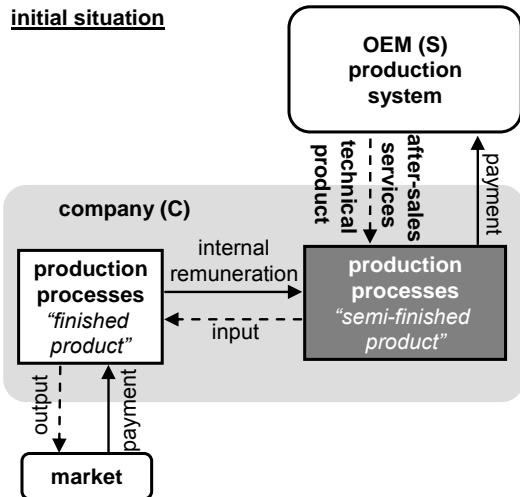 initial situation
OEM (S)
production
system
technical
product
after-sales
services
payment
company (C)
production
processes
"finished
product"
internal
remuneration
input
production
processes
"semi-finished
product"
output
payment
market